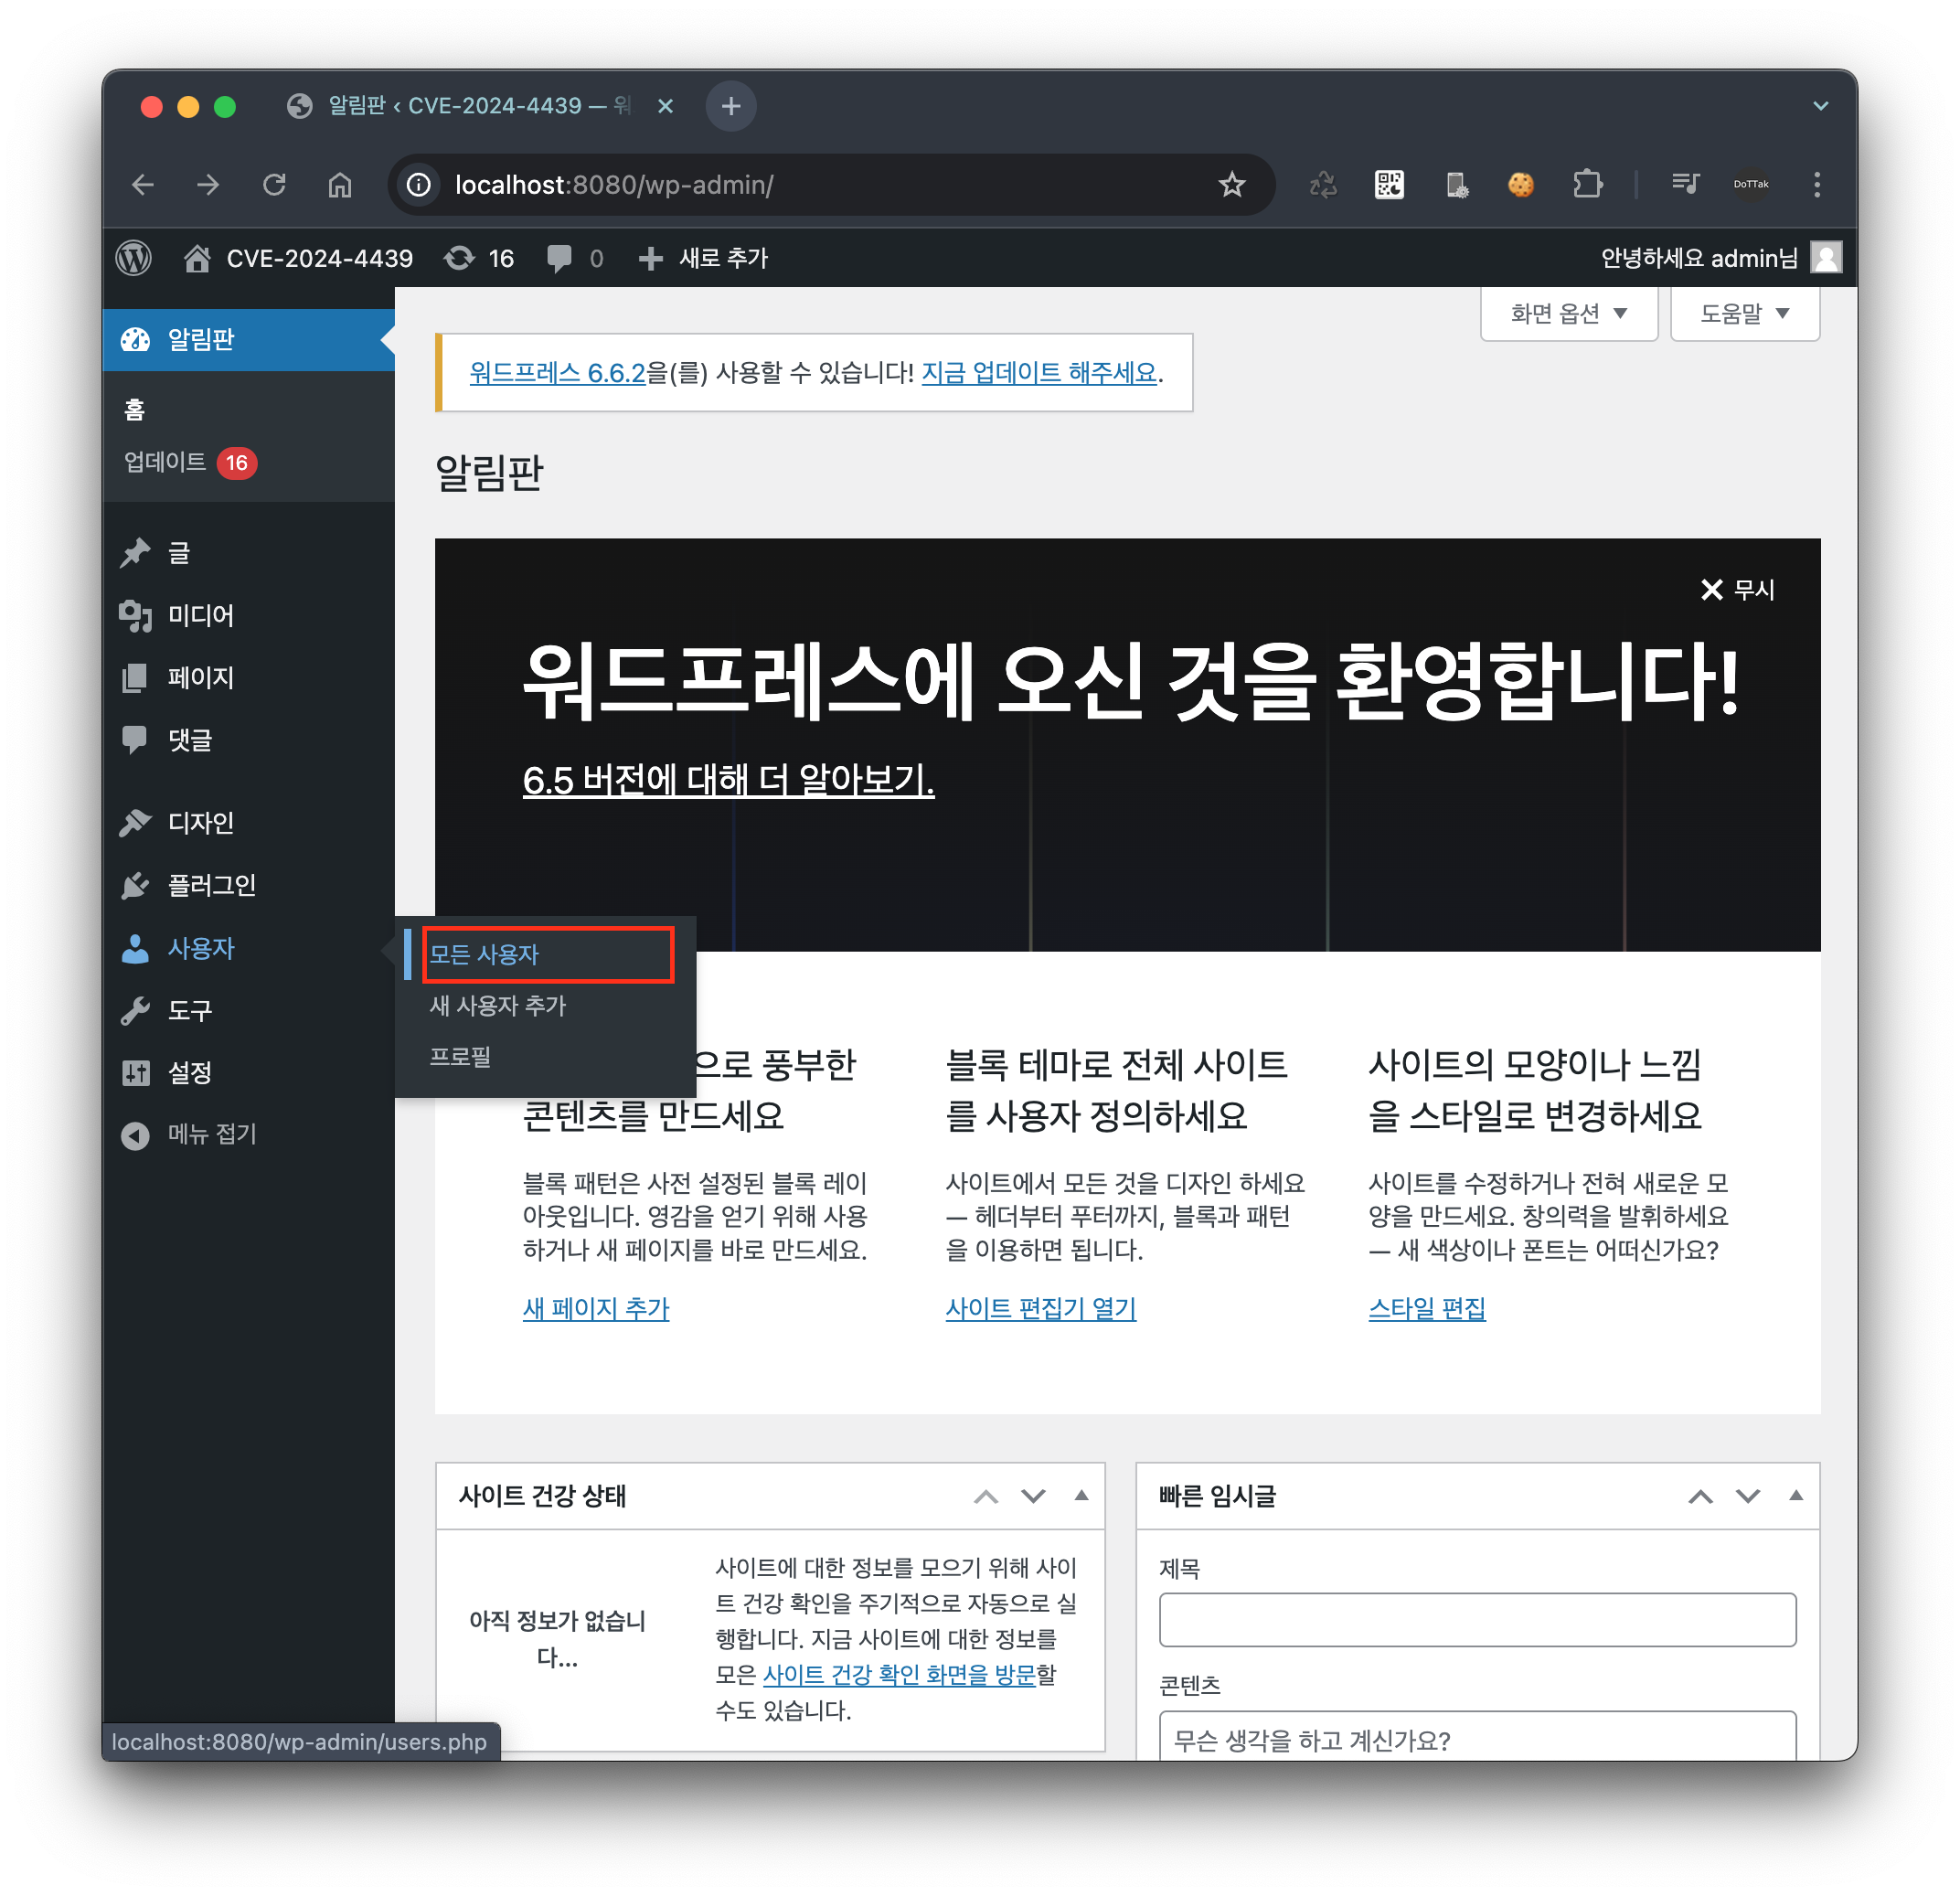 알림판 ‹ CVE-2024-4439 — 워
localhost:8080/wp-admin/
DoTTak
CVE-2024-4439 16 0 새로 추가
안녕하세요 admin님
알림판
홈
업데이트 16
글
미디어
페이지
댓글
디자인
플러그인
사용자
도구
설정
메뉴 접기
모든 사용자
새 사용자 추가
프로필
화면 옵션
도움말
워드프레스 6.6.2을(를) 사용할 수 있습니다! 지금 업데이트 해주세요.
알림판
무시
워드프레스에 오신 것을 환영합니다!
6.5 버전에 대해 더 알아보기.
으로 풍부한
콘텐츠를 만드세요
블록 패턴은 사전 설정된 블록 레이
아웃입니다. 영감을 얻기 위해 사용
하거나 새 페이지를 바로 만드세요.
새 페이지 추가
블록 테마로 전체 사이트
를 사용자 정의하세요
사이트에서 모든 것을 디자인 하세요
— 헤더부터 푸터까지, 블록과 패턴
을 이용하면 됩니다.
사이트 편집기 열기
사이트의 모양이나 느낌
을 스타일로 변경하세요
사이트를 수정하거나 전혀 새로운 모
양을 만드세요. 창의력을 발휘하세요
— 새 색상이나 폰트는 어떠신가요?
스타일 편집
사이트 건강 상태
아직 정보가 없습니
다...
사이트에 대한 정보를 모으기 위해 사이
트 건강 확인을 주기적으로 자동으로 실
행합니다. 지금 사이트에 대한 정보를
모은 사이트 건강 확인 화면을 방문할
수도 있습니다.
빠른 임시글
제목
콘텐츠
무슨 생각을 하고 계신가요?
localhost:8080/wp-admin/users.php